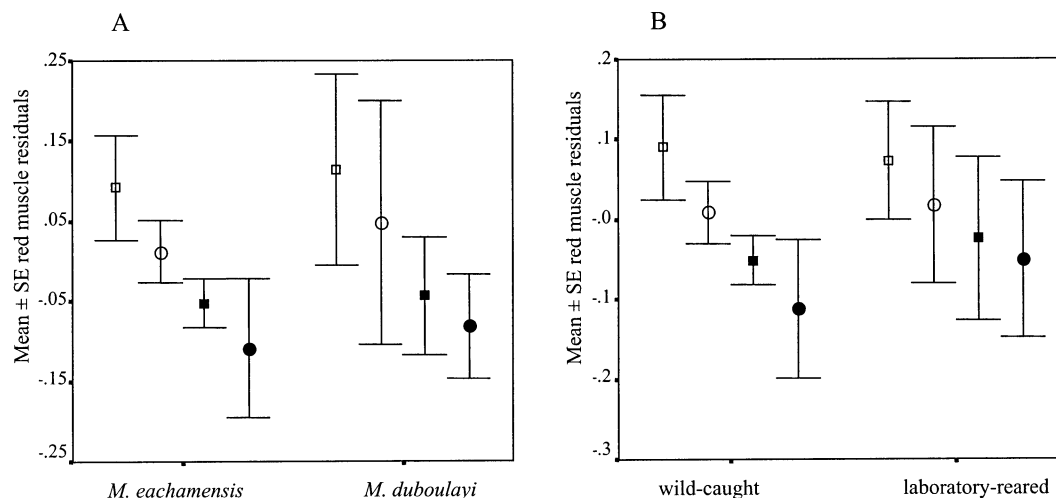 A
Mean ± SE red muscle residuals
.25
.15
.05
-.05
-.15
-.25
M. eachamensis
M. duboulayi
B
Mean ± SE red muscle residuals
.2
.1
-.0
-.1
-.2
-.3
wild-caught
laboratory-reared